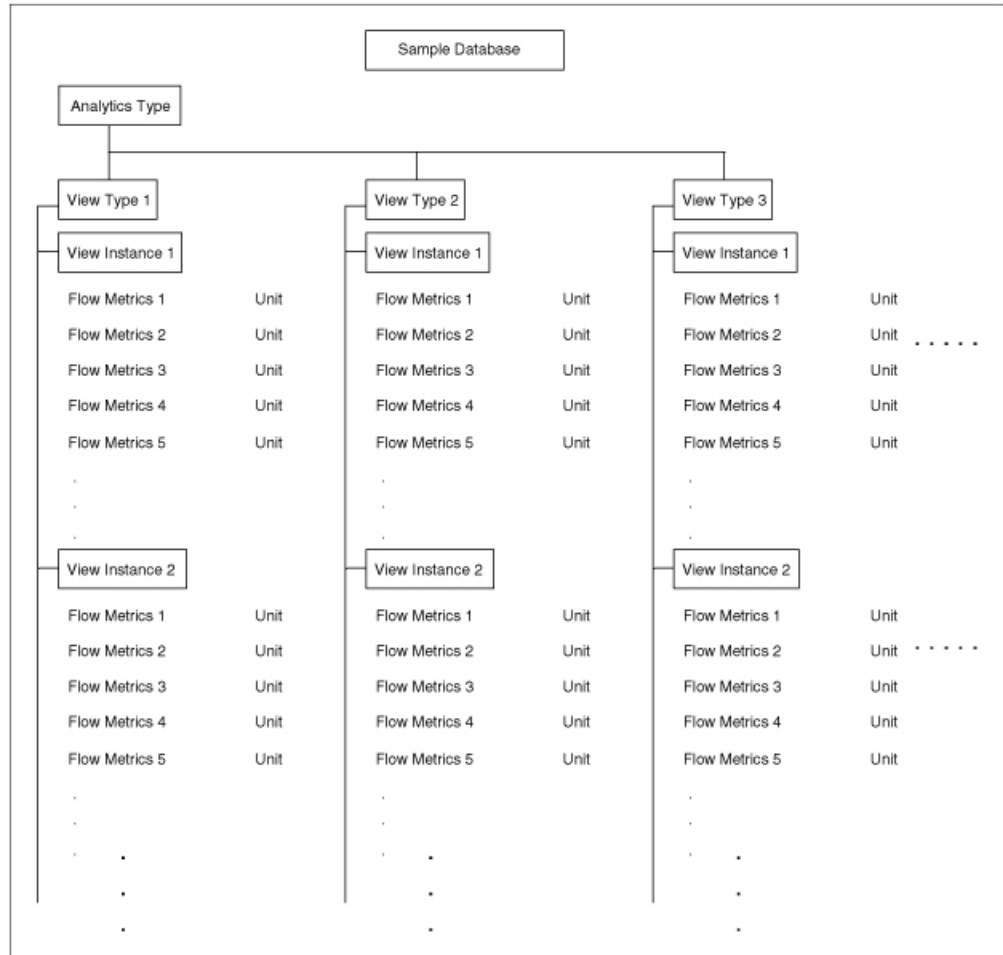 Sample Database
Analytics Type
View Type 1 View Type 2 View Type 3
View Instance 1 View Instance 1 View Instance 1
Flow Metrics 1 Unit Flow Metrics 1 Unit Flow Metrics 1 Unit
Flow Metrics 2 Unit Flow Metrics 2 Unit Flow Metrics 2 Unit . . . . .
Flow Metrics 3 Unit Flow Metrics 3 Unit Flow Metrics 3 Unit
Flow Metrics 4 Unit Flow Metrics 4 Unit Flow Metrics 4 Unit
Flow Metrics 5 Unit Flow Metrics 5 Unit Flow Metrics 5 Unit
. . .
. . .
. . .
View Instance 2 View Instance 2 View Instance 2
Flow Metrics 1 Unit Flow Metrics 1 Unit Flow Metrics 1 Unit
Flow Metrics 2 Unit Flow Metrics 2 Unit Flow Metrics 2 Unit . . . . .
Flow Metrics 3 Unit Flow Metrics 3 Unit Flow Metrics 3 Unit
Flow Metrics 4 Unit Flow Metrics 4 Unit Flow Metrics 4 Unit
Flow Metrics 5 Unit Flow Metrics 5 Unit Flow Metrics 5 Unit
. . .
. . .
. . . . . .
. . .
. . .